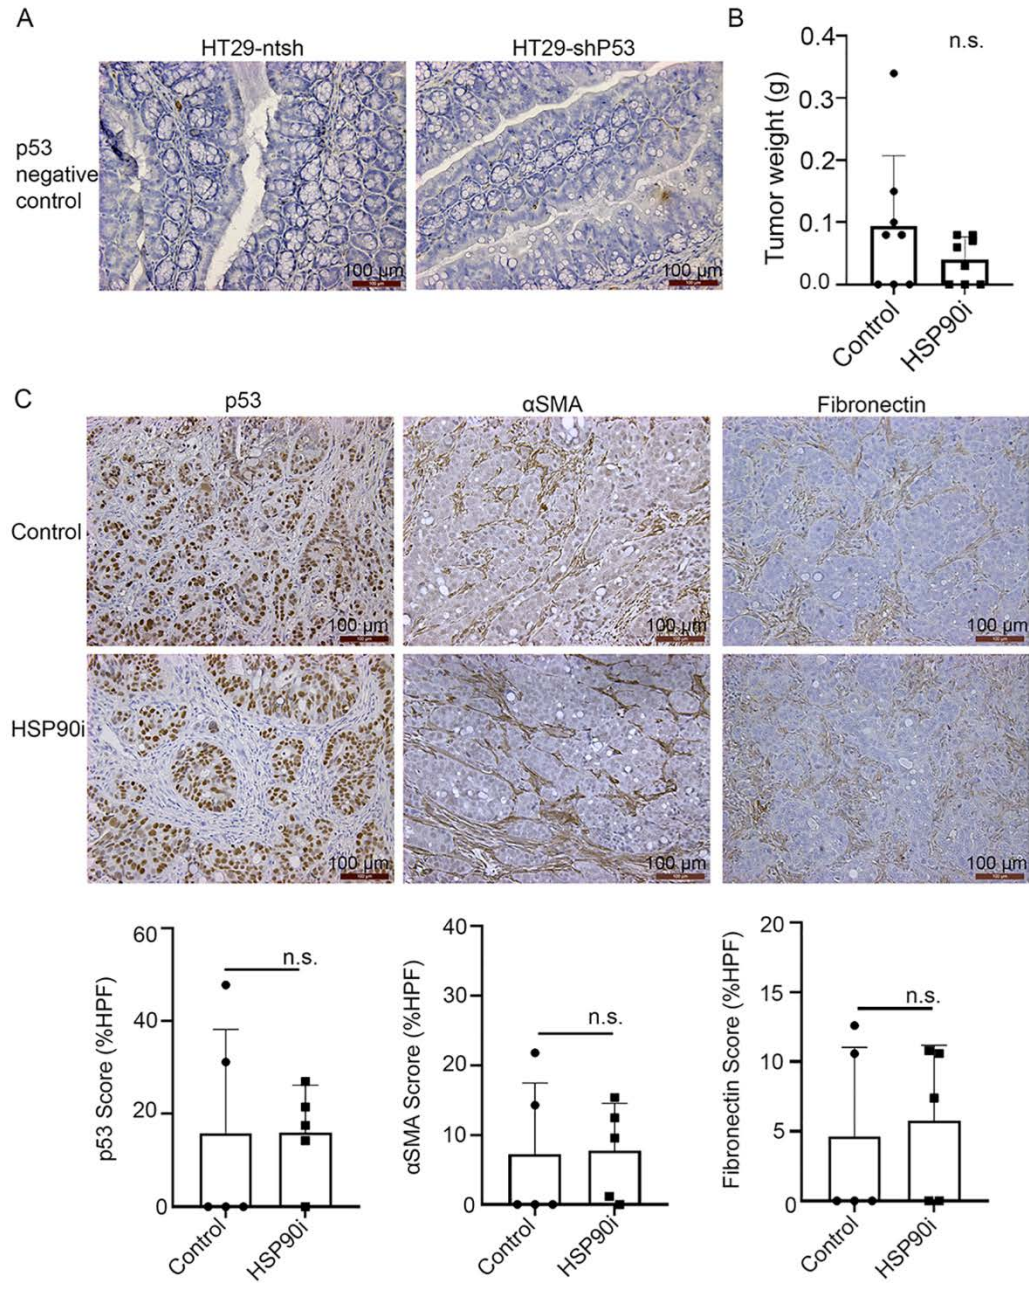 A
B
HT29-ntsh
HT29-shP53
p53
negative
control
100 µm
100 µm
Tumor weight (g)
0.4
0.3
0.2
0.1
0.0
n.s.
Control
HSP90i
C
p53
αSMA
Fibronectin
Control
100 µm
100 µm
100 µm
HSP90i
100 µm
100 µm
100 µm
p53 Score (%HPF)
60
40
20
0
n.s.
Control
HSP90i
αSMA Scrore (%HPF)
40
30
20
10
0
n.s.
Control
HSP90i
Fibronectin Score (%HPF)
20
15
10
5
0
n.s.
Control
HSP90i